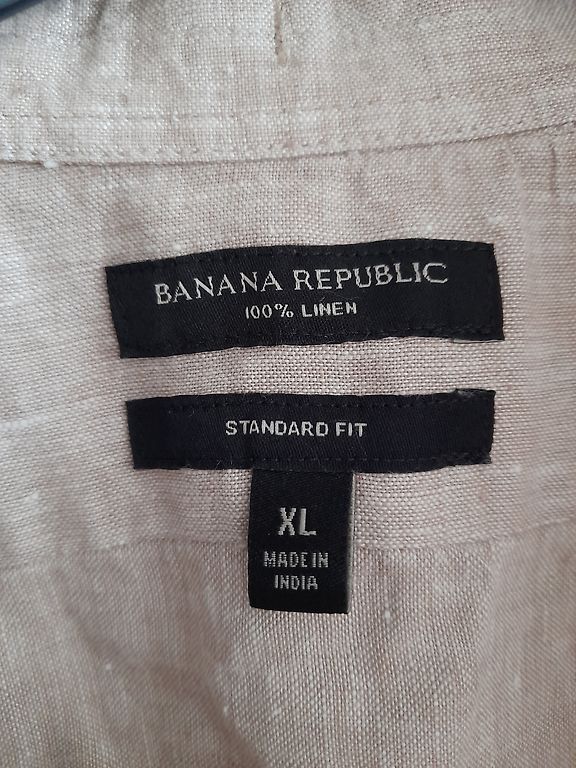 BANANA REPUBLIC
100% LINEN
STANDARD FIT
XL
MADE IN
INDIA